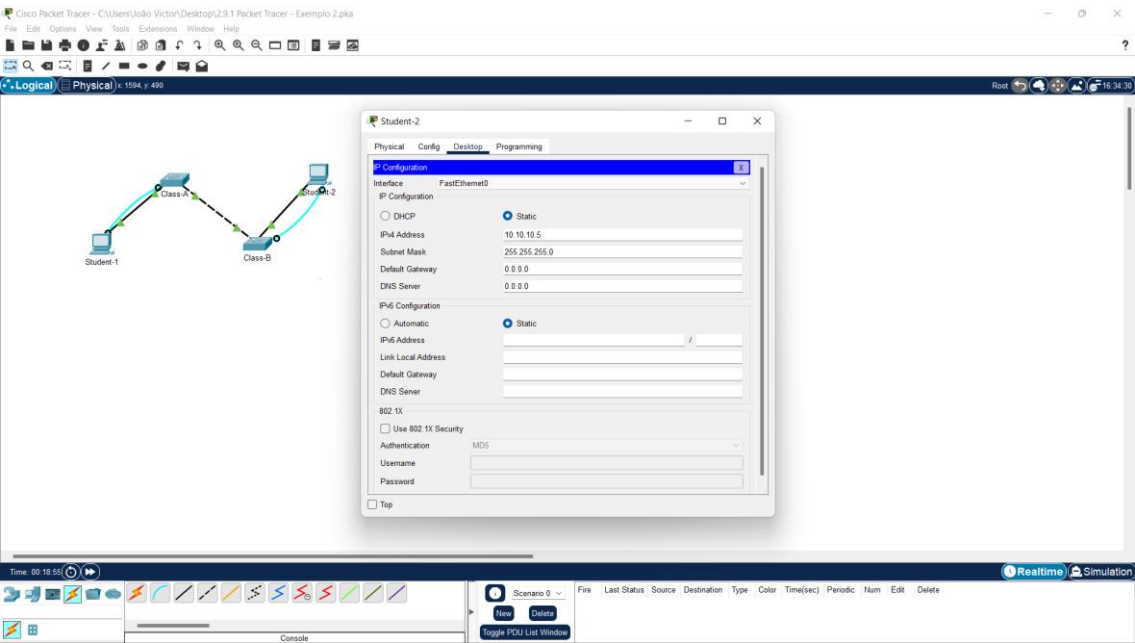 Cisco Packet Tracer - C:\Users\João Victor\Desktop\2.9.1 Packet Tracer - Exemplo 2.pka
File Edit Options View Tools Extensions Window Help
?
Logical Physical x: 1594, y: 490 Root 16:34:30
Student-2
Physical Config Desktop Programming
IP Configuration X
Interface FastEthernet0
IP Configuration
DHCP Static
IPv4 Address 10.10.10.5
Subnet Mask 255.255.255.0
Default Gateway 0.0.0.0
DNS Server 0.0.0.0
IPv6 Configuration
Automatic Static
IPv6 Address /
Link Local Address
Default Gateway
DNS Server
802.1X
Use 802.1X Security
Authentication MD5
Username
Password
Top
Class-A
Student-2
Student-1
Class-B
Time: 00:18:55 Realtime Simulation
Scenario 0
New Delete
Toggle PDU List Window
Fire Last Status Source Destination Type Color Time(sec) Periodic Num Edit Delete
Console